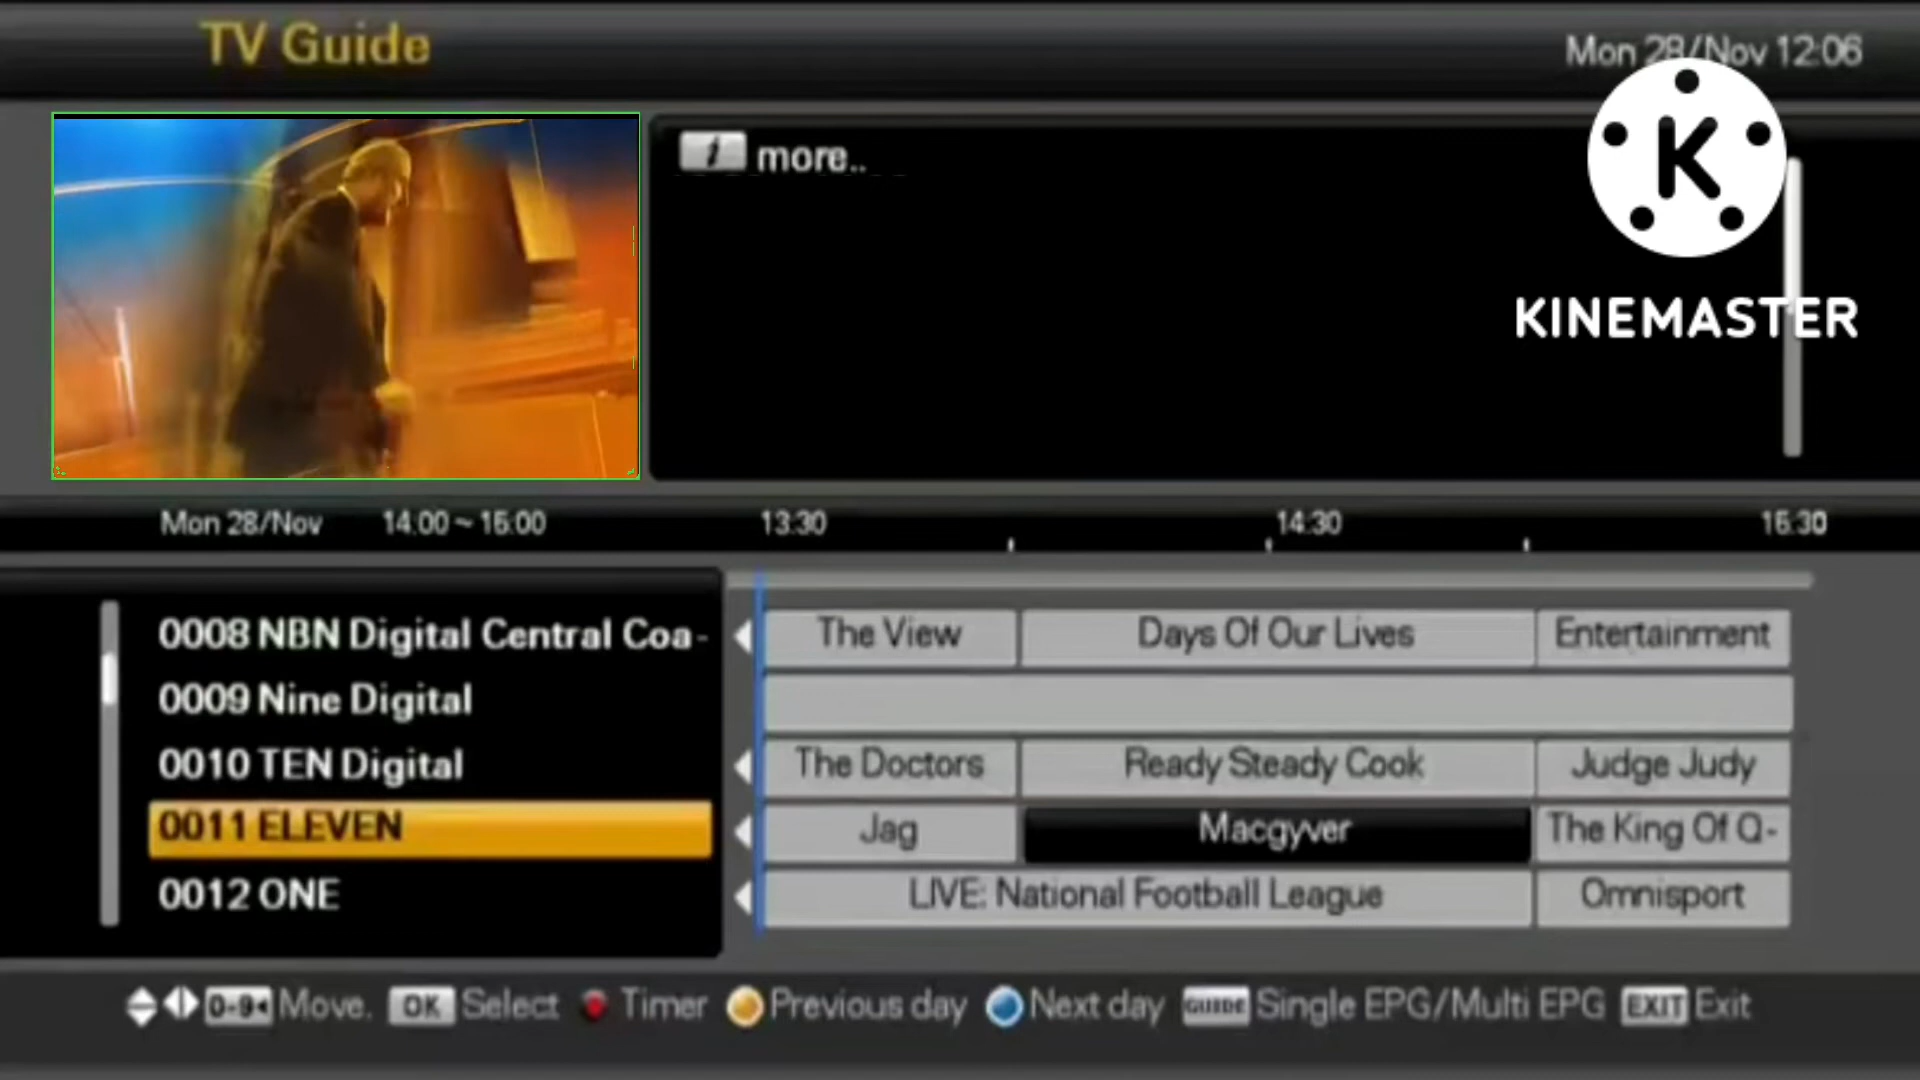 TV Guide
Mon 28/Nov 12:06
i more..
K
KINEMASTER
Mon 28/Nov 14:00 ~ 15:00 13:30 14:30 15:30
0008 NBN Digital Central Coa- The View Days Of Our Lives Entertainment
0009 Nine Digital
0010 TEN Digital The Doctors Ready Steady Cook Judge Judy
0011 ELEVEN Jag Macgyver The King Of Q-
0012 ONE LIVE: National Football League Omnisport
0-9 Move. OK Select Timer Previous day Next day GUIDE Single EPG/Multi EPG EXIT Exit